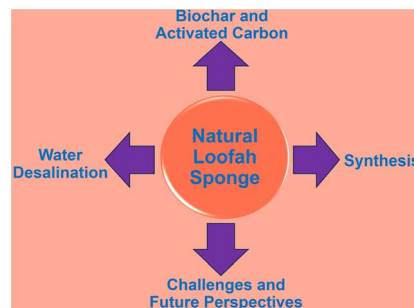 Biochar and
Activated Carbon
Natural
Loofah
Sponge
Water
Desalination
Synthesis
Challenges and
Future Perspectives